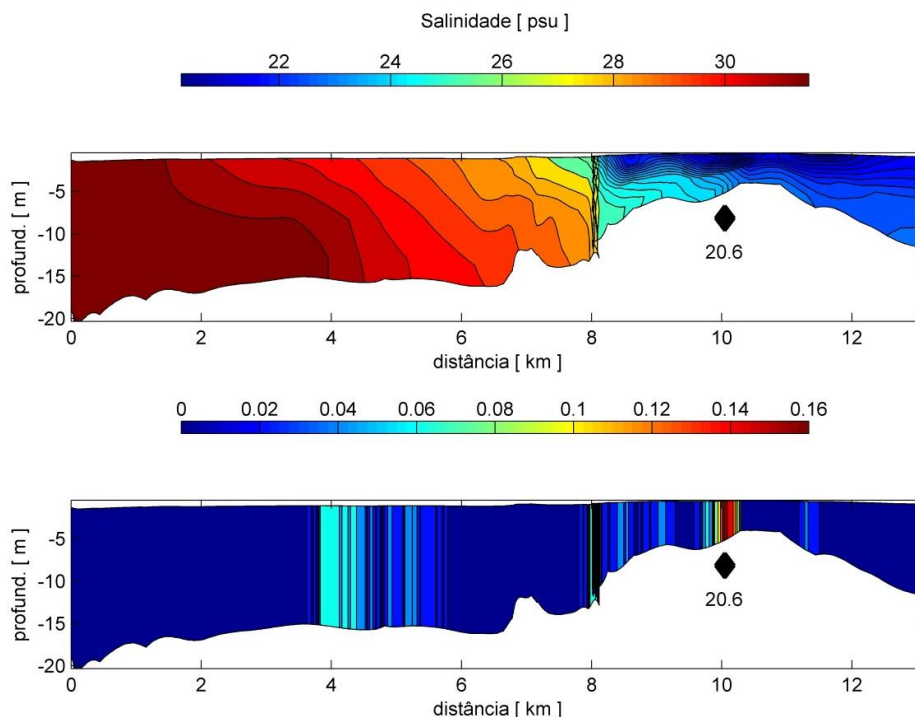 Salinidade [ psu ]
22 24 26 28 30
profund. [ m ]
-5
-10
-15
-20
20.6
0 2 4 6 8 10 12
distância [ km ]
0 0.02 0.04 0.06 0.08 0.1 0.12 0.14 0.16
profund. [ m ]
-5
-10
-15
-20
20.6
0 2 4 6 8 10 12
distância [ km ]